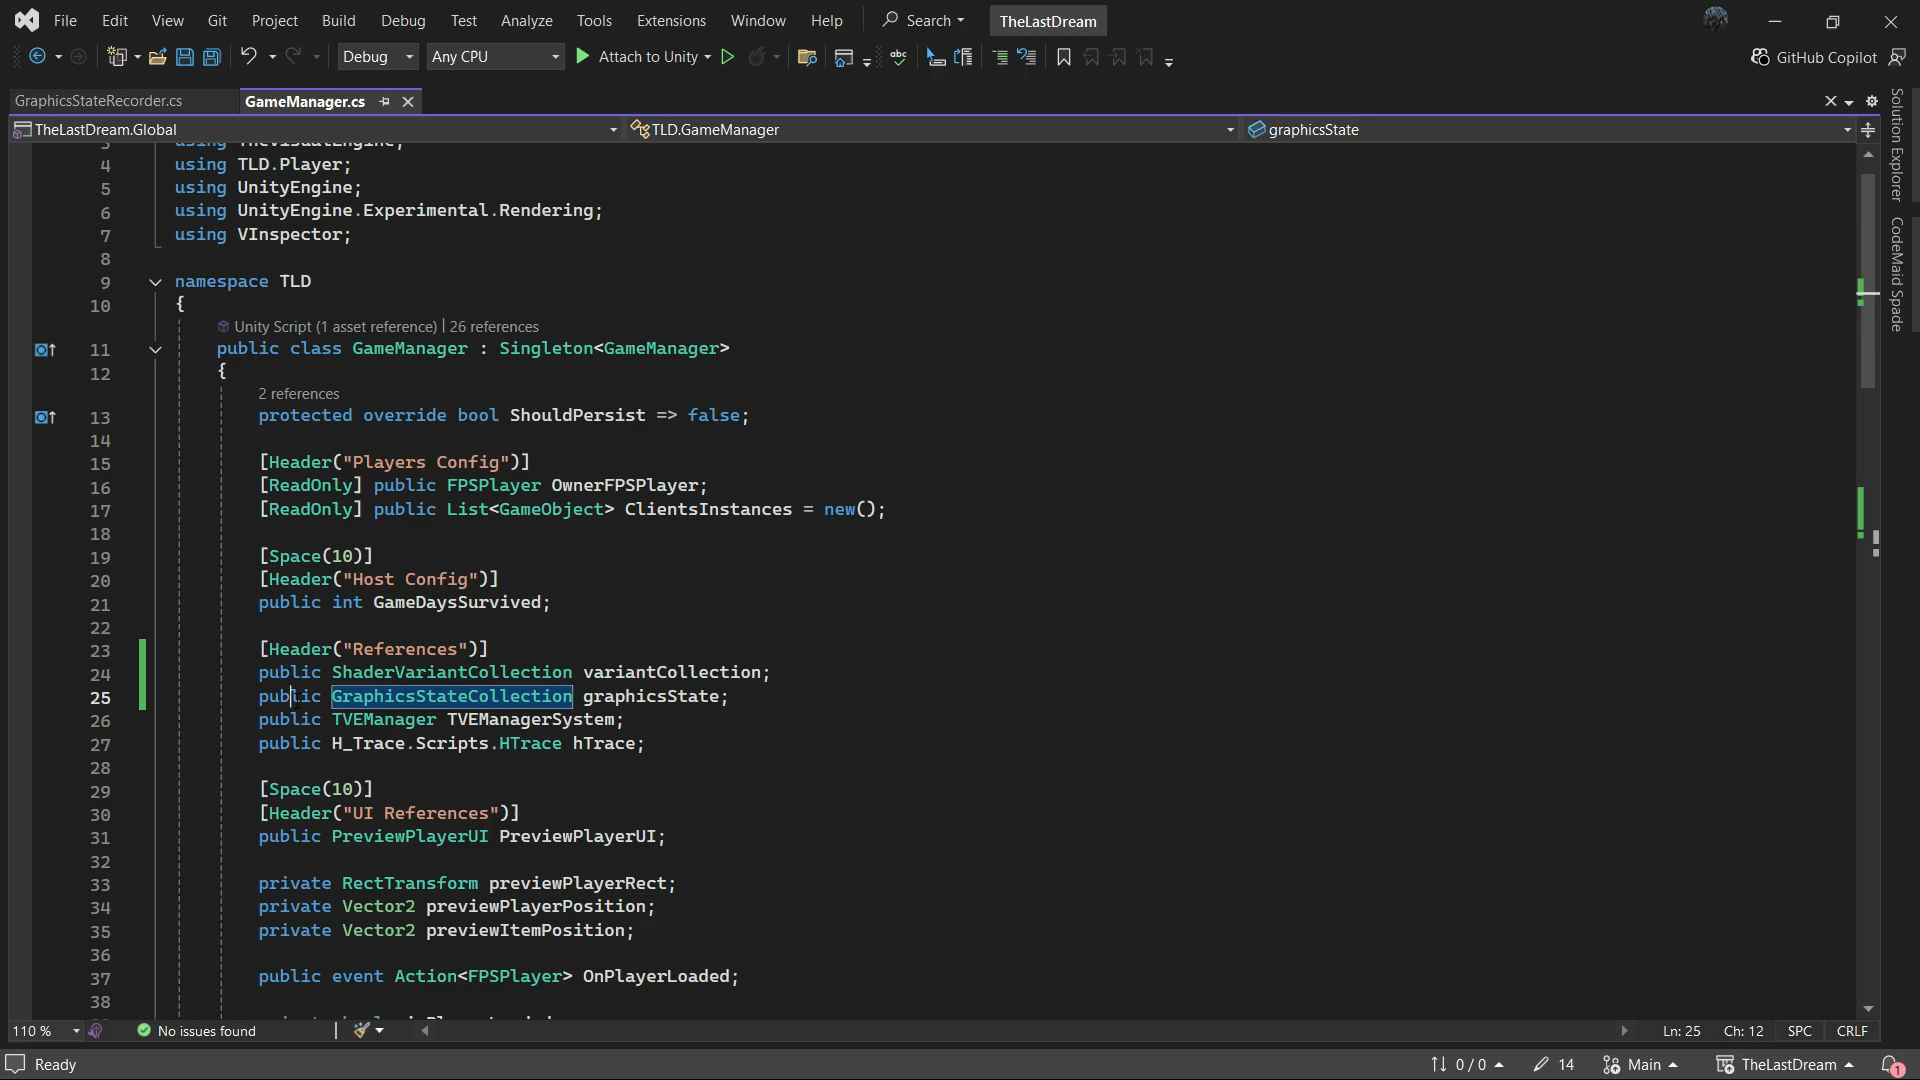 File Edit View Git Project Build Debug Test Analyze Tools Extensions Window Help Search TheLastDream
Debug Any CPU Attach to Unity GitHub Copilot
GraphicsStateRecorder.cs GameManager.cs
TheLastDream.Global TLD.GameManager graphicsState
3 using TheVisualEngine;
4 using TLD.Player;
5 using UnityEngine;
6 using UnityEngine.Experimental.Rendering;
7 using VInspector;
8
9 namespace TLD
10 {
Unity Script (1 asset reference) | 26 references
11 public class GameManager : Singleton<GameManager>
12 {
2 references
13 protected override bool ShouldPersist => false;
14
15 [Header("Players Config")]
16 [ReadOnly] public FPSPlayer OwnerFPSPlayer;
17 [ReadOnly] public List<GameObject> ClientsInstances = new();
18
19 [Space(10)]
20 [Header("Host Config")]
21 public int GameDaysSurvived;
22
23 [Header("References")]
24 public ShaderVariantCollection variantCollection;
25 public GraphicsStateCollection graphicsState;
26 public TVEManager TVEManagerSystem;
27 public H_Trace.Scripts.HTrace hTrace;
28
29 [Space(10)]
30 [Header("UI References")]
31 public PreviewPlayerUI PreviewPlayerUI;
32
33 private RectTransform previewPlayerRect;
34 private Vector2 previewPlayerPosition;
35 private Vector2 previewItemPosition;
36
37 public event Action<FPSPlayer> OnPlayerLoaded;
38
110 % No issues found Ln: 25 Ch: 12 SPC CRLF
Ready 0 / 0 14 Main TheLastDream 1
Solution Explorer
CodeMaid Spade